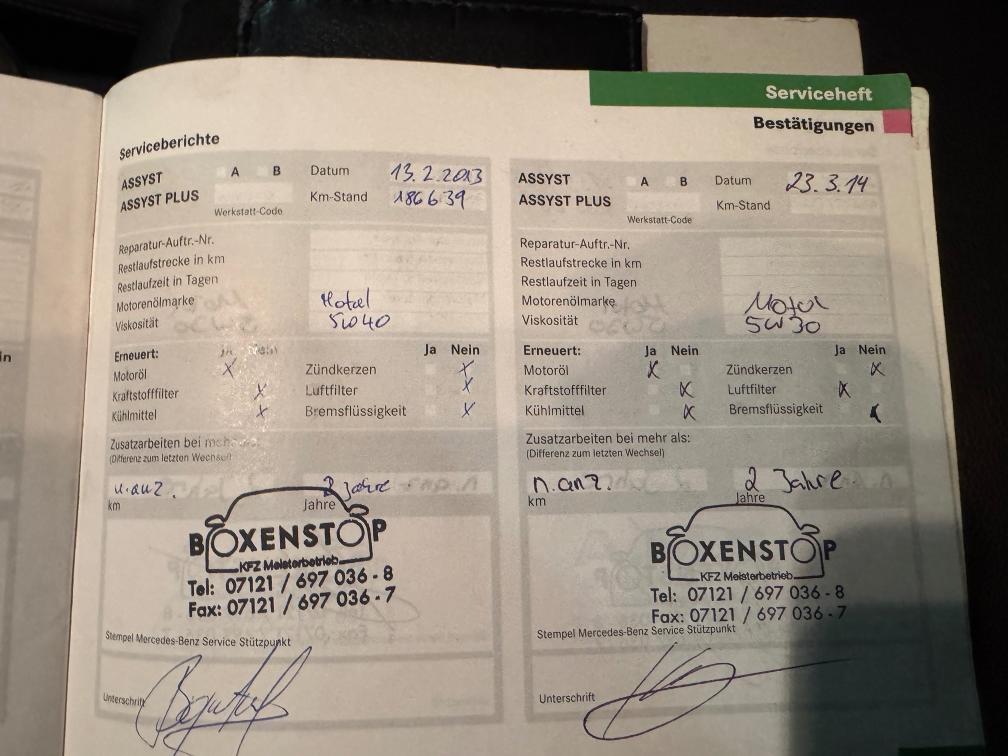 Serviceheft
Bestätigungen
Serviceberichte
ASSYST A B Datum 13.2.2013
ASSYST PLUS Km-Stand 186639
Werkstatt-Code
Reparatur-Auftr.-Nr.
Restlaufstrecke in km
Restlaufzeit in Tagen
Motorenölmarke Motul
Viskosität 5W40
Erneuert: Ja Nein Ja Nein
Motoröl X Zündkerzen X
Kraftstofffilter X Luftfilter X
Kühlmittel X Bremsflüssigkeit X
Zusatzarbeiten bei mehr als:
(Differenz zum letzten Wechsel)
n.anz. 2 Jahre
km Jahre
BOXENSTOP
KFZ Meisterbetrieb
Tel: 07121 / 697 036 - 8
Fax: 07121 / 697 036 - 7
Stempel Mercedes-Benz Service Stützpunkt
Unterschrift
ASSYST A B Datum 23.3.14
ASSYST PLUS Km-Stand
Werkstatt-Code
Reparatur-Auftr.-Nr.
Restlaufstrecke in km
Restlaufzeit in Tagen
Motorenölmarke Motul
Viskosität 5W30
Erneuert: Ja Nein Ja Nein
Motoröl X Zündkerzen X
Kraftstofffilter X Luftfilter X
Kühlmittel X Bremsflüssigkeit X
Zusatzarbeiten bei mehr als:
(Differenz zum letzten Wechsel)
n.anz. 2 Jahre
km Jahre
BOXENSTOP
KFZ Meisterbetrieb
Tel: 07121 / 697 036 - 8
Fax: 07121 / 697 036 - 7
Stempel Mercedes-Benz Service Stützpunkt
Unterschrift